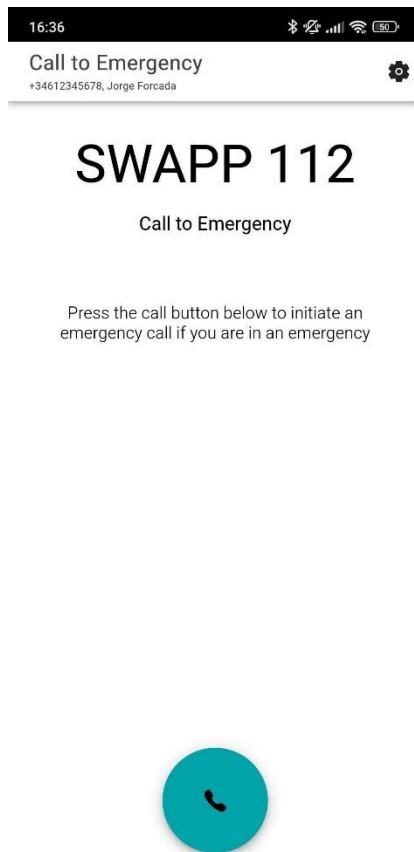 16:36
50
Call to Emergency
+34612345678, Jorge Forcada
SWAPP 112
Call to Emergency
Press the call button below to initiate an
emergency call if you are in an emergency